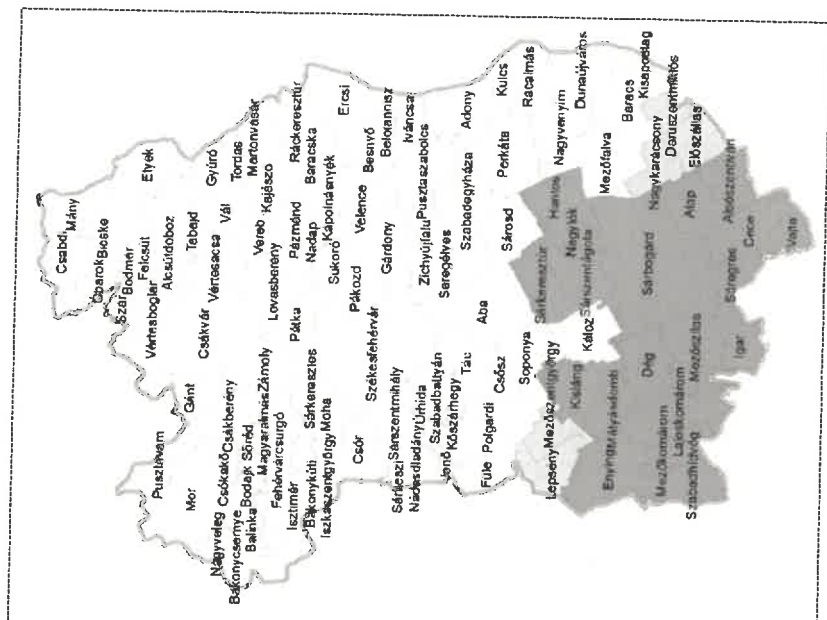 Csabdi
Mány
Óbarok
Bicske
Szár
Bodmér
Felcsút
Etyek
Vértesboglár
Alcsútdoboz
Pusztavám
Gánt
Tabajd
Gyúró
Csákvár
Vértesacsa
Mór
Vál
Tordas
Nagyveleg
Csókakő
Csákberény
Martonvásár
Bakonycsernye
Bodajk
Söréd
Balinka
Vereb
Kajászó
Magyaralmás
Zámoly
Lovasberény
Fehérvárcsurgó
Pátka
Pázmánd
Ráckeresztúr
Isztimér
Nadap
Baracska
Bakonykúti
Sárkeresztes
Sukoró
Kápolnásnyék
Iszkaszentgyörgy
Moha
Ercsi
Pákozd
Velence
Csór
Székesfehérvár
Gárdony
Besnyő
Beloiannisz
Sárkeszi
Sárszentmihály
Iváncsa
Nádasdladány
Úrhida
Zichyújfalu
Pusztaszabolcs
Szabadbattyán
Seregélyes
Jenő
Kőszárhegy
Tác
Szabadegyháza
Adony
Füle
Polgárdi
Aba
Csősz
Sárosd
Perkáta
Kulcs
Soponya
Rácalmás
Lepsény
Mezőszentgyörgy
Sárkeresztúr
Hantos
Nagyvenyim
Kisláng
Káloz
Nagylók
Dunaújváros
Sárszentágota
Enying
Mátyásdomb
Mezőfalva
Baracs
Dég
Sárbogárd
Kisapostag
Mezőkomárom
Nagykarácsony
Lajoskomárom
Daruszentmiklós
Szabadhídvég
Mezőszilas
Alap
Előszállás
Igar
Sáregres
Alsószentiván
Cece
Vajta